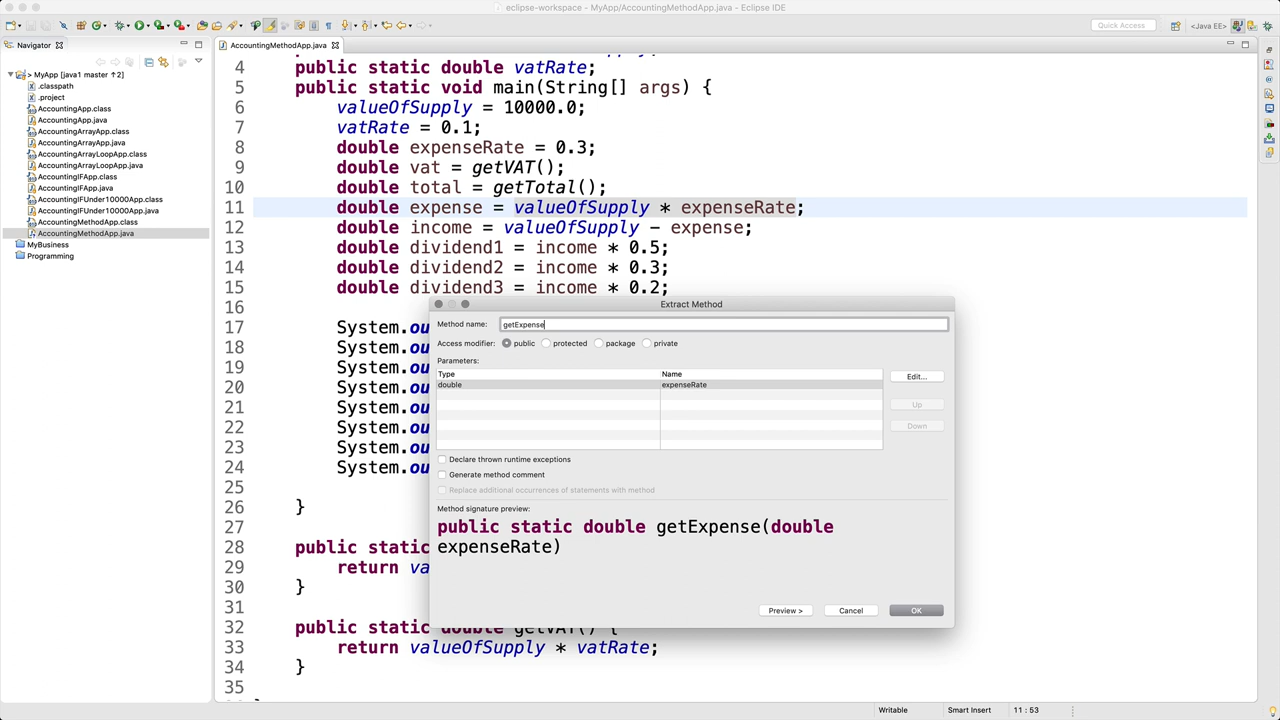 eclipse-workspace - MyApp/AccountingMethodApp.java - Eclipse IDE
Quick Access
<Java EE>
Navigator
AccountingMethodApp.java
> MyApp [java1 master ↑2]
.classpath
.project
AccountingApp.class
AccountingApp.java
AccountingArrayApp.class
AccountingArrayApp.java
AccountingArrayLoopApp.class
AccountingArrayLoopApp.java
AccountingIFApp.class
AccountingIFApp.java
AccountingIFUnder10000App.class
AccountingIFUnder10000App.java
AccountingMethodApp.class
AccountingMethodApp.java
MyBusiness
Programming
4 public static double vatRate;
5 public static void main(String[] args) {
6 valueOfSupply = 10000.0;
7 vatRate = 0.1;
8 double expenseRate = 0.3;
9 double vat = getVAT();
10 double total = getTotal();
11 double expense = valueOfSupply * expenseRate;
12 double income = valueOfSupply - expense;
13 double dividend1 = income * 0.5;
14 double dividend2 = income * 0.3;
15 double dividend3 = income * 0.2;
16
17 System.ou
18 System.ou
19 System.ou
20 System.ou
21 System.ou
22 System.ou
23 System.ou
24 System.ou
25
26 }
27
28 public static
29 return va
30 }
31
32 public static double getVAT() {
33 return valueOfSupply * vatRate;
34 }
35
Extract Method
Method name: getExpense
Access modifier: public protected package private
Parameters:
Type Name
double expenseRate
Edit...
Up
Down
Declare thrown runtime exceptions
Generate method comment
Replace additional occurrences of statements with method
Method signature preview:
public static double getExpense(double
expenseRate)
Preview > Cancel OK
Writable Smart Insert 11 : 53